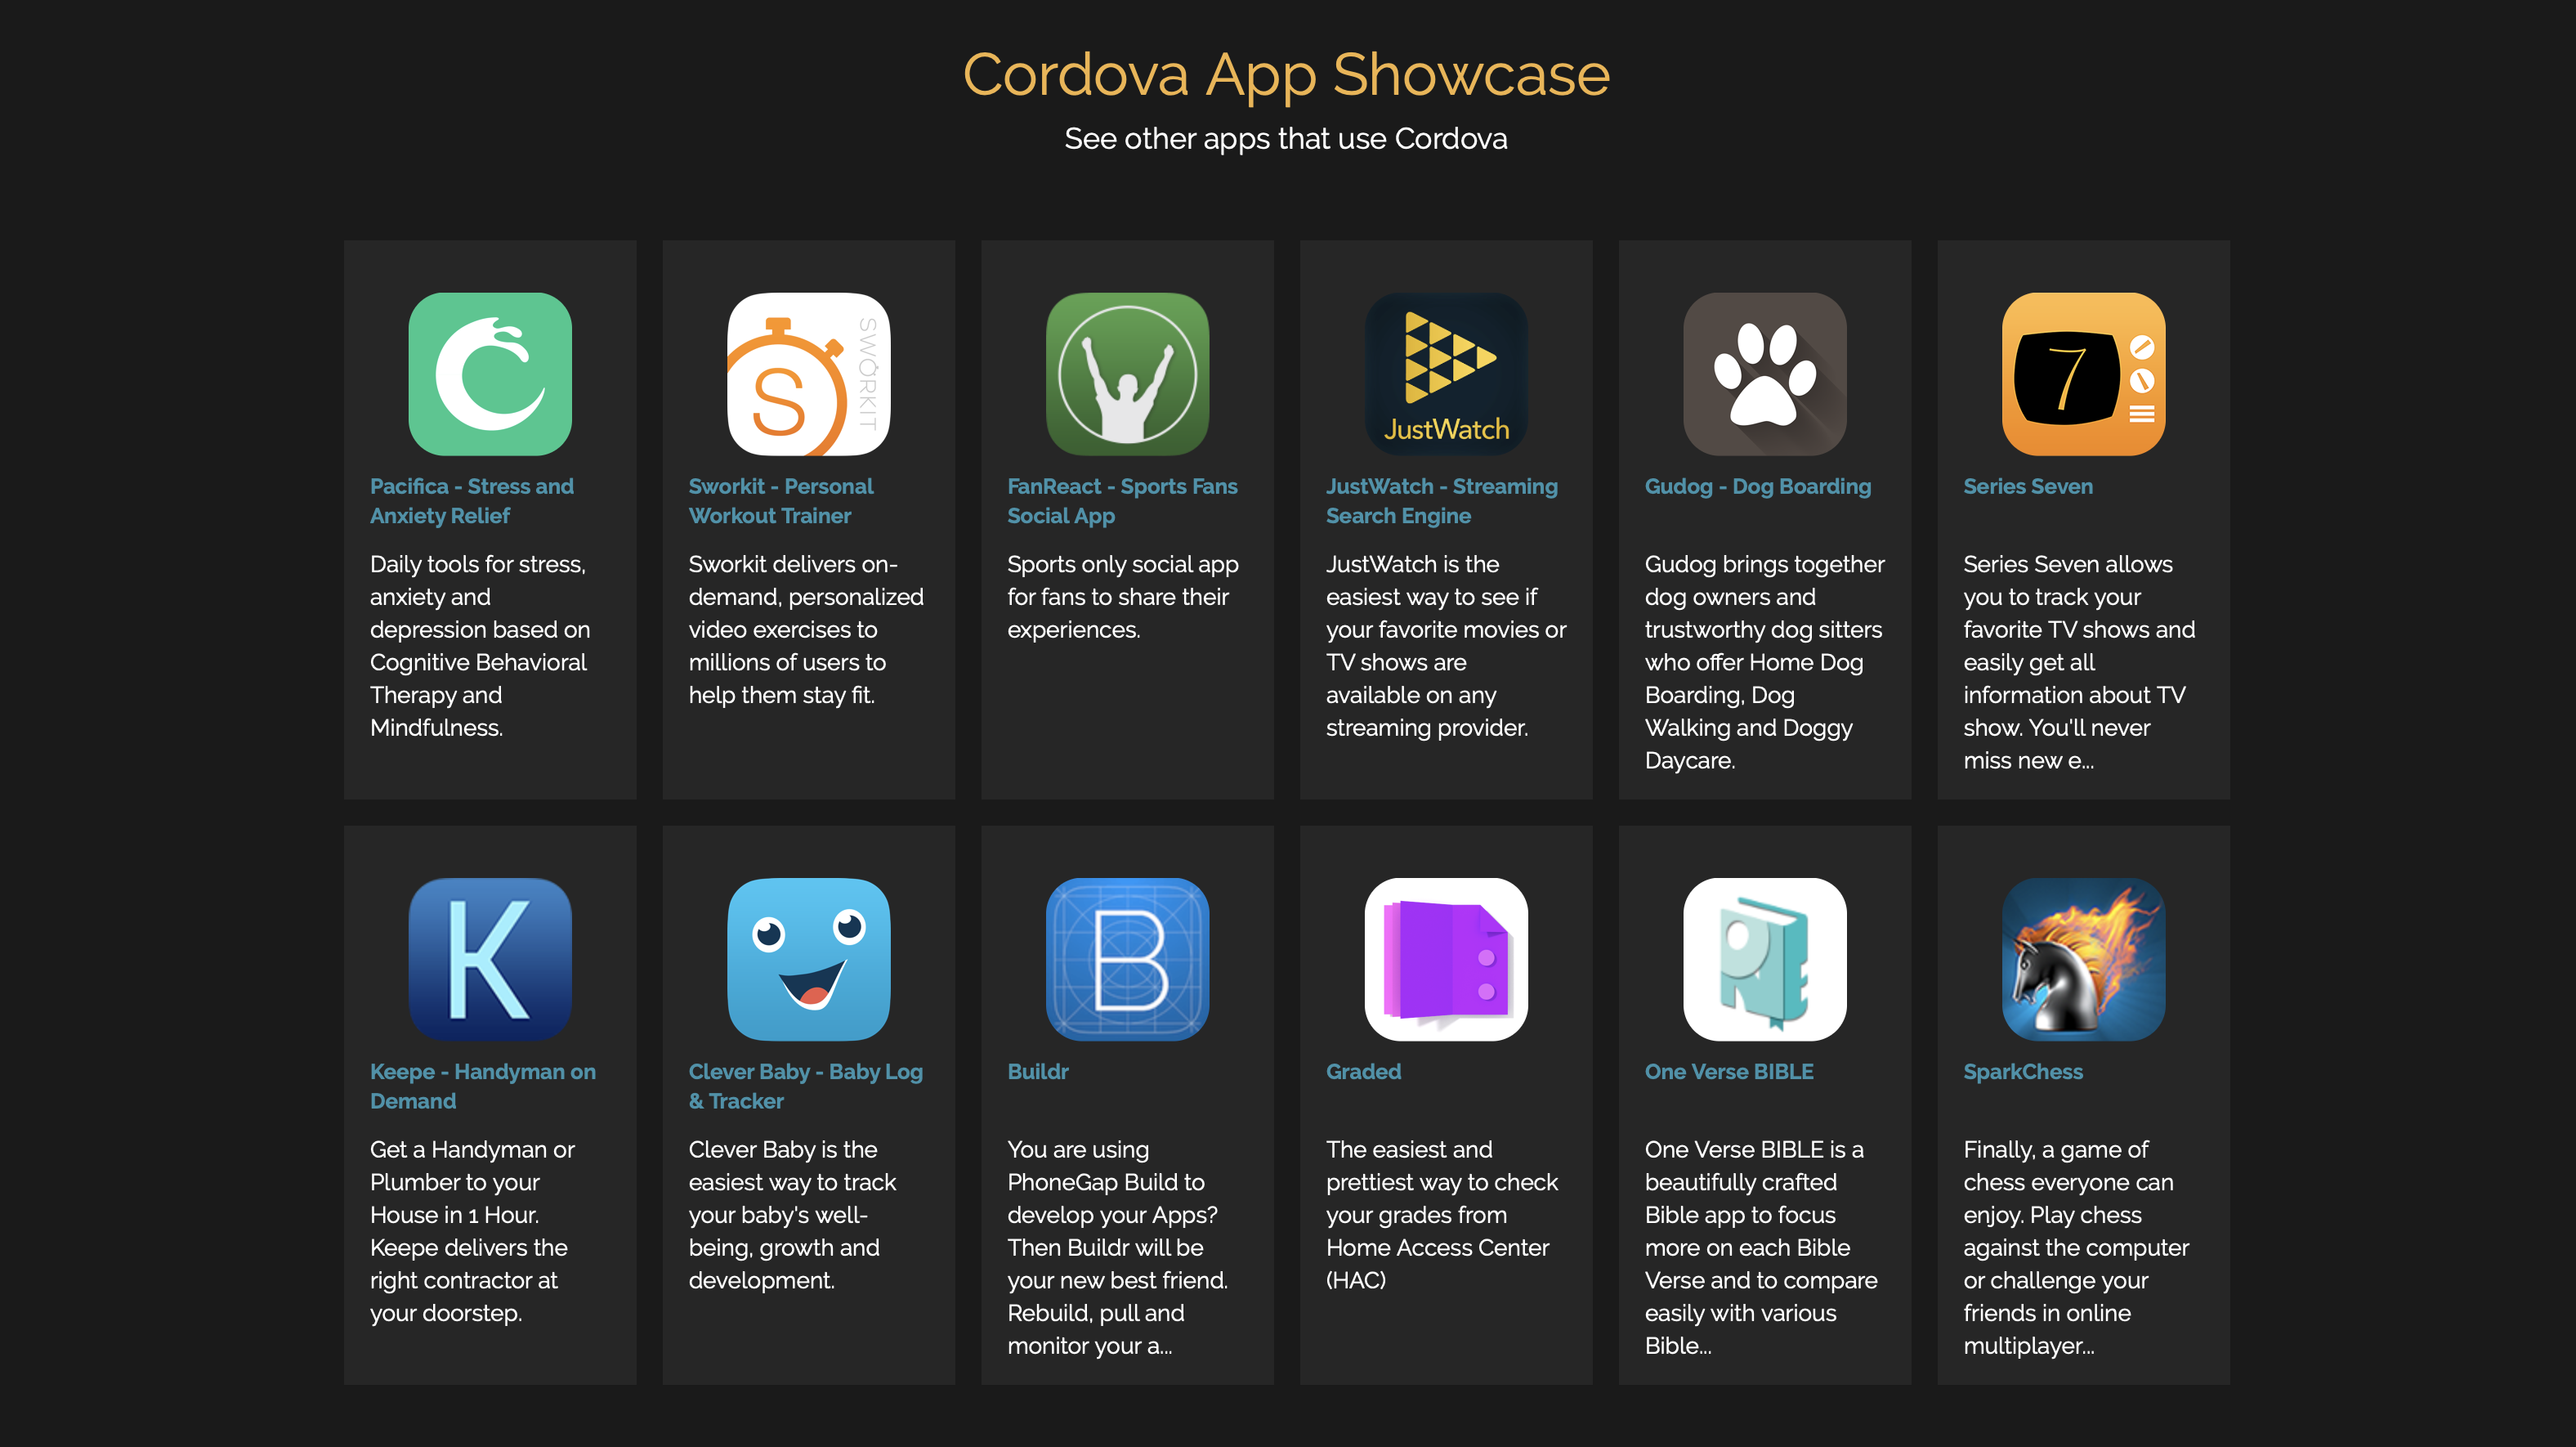 Cordova App Showcase
See other apps that use Cordova
S
SWORKIT
JustWatch
7
Pacifica - Stress and
Anxiety Relief
Daily tools for stress,
anxiety and
depression based on
Cognitive Behavioral
Therapy and
Mindfulness.
Sworkit - Personal
Workout Trainer
Sworkit delivers on-
demand, personalized
video exercises to
millions of users to
help them stay fit.
FanReact - Sports Fans
Social App
Sports only social app
for fans to share their
experiences.
JustWatch - Streaming
Search Engine
JustWatch is the
easiest way to see if
your favorite movies or
TV shows are
available on any
streaming provider.
Gudog - Dog Boarding
Gudog brings together
dog owners and
trustworthy dog sitters
who offer Home Dog
Boarding, Dog
Walking and Doggy
Daycare.
Series Seven
Series Seven allows
you to track your
favorite TV shows and
easily get all
information about TV
show. You'll never
miss new e...
K
B
Keepe - Handyman on
Demand
Get a Handyman or
Plumber to your
House in 1 Hour.
Keepe delivers the
right contractor at
your doorstep.
Clever Baby - Baby Log
& Tracker
Clever Baby is the
easiest way to track
your baby's well-
being, growth and
development.
Buildr
You are using
PhoneGap Build to
develop your Apps?
Then Buildr will be
your new best friend.
Rebuild, pull and
monitor your a...
Graded
The easiest and
prettiest way to check
your grades from
Home Access Center
(HAC)
One Verse BIBLE
One Verse BIBLE is a
beautifully crafted
Bible app to focus
more on each Bible
Verse and to compare
easily with various
Bible...
SparkChess
Finally, a game of
chess everyone can
enjoy. Play chess
against the computer
or challenge your
friends in online
multiplayer...